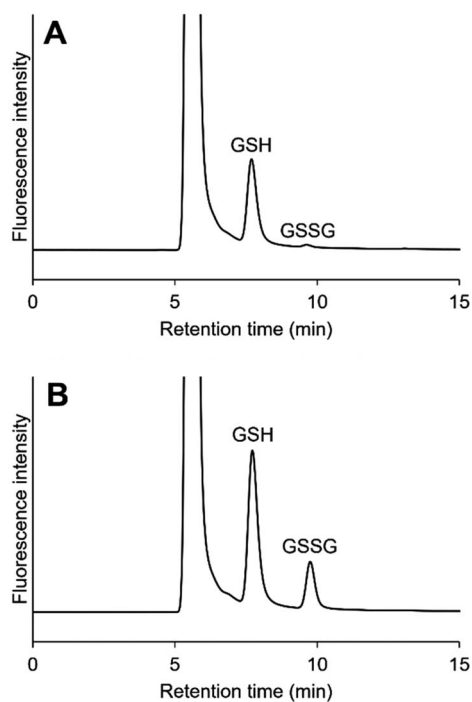 A
Fluorescence intensity
GSH
GSSG
0 5 10 15
Retention time (min)
B
Fluorescence intensity
GSH
GSSG
0 5 10 15
Retention time (min)